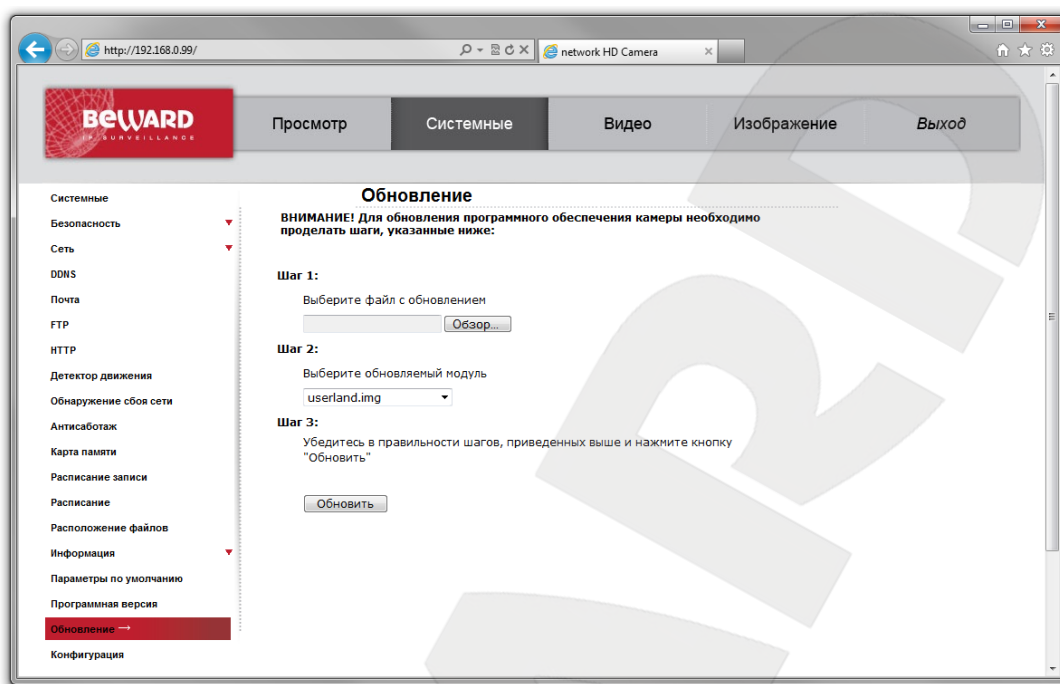 http://192.168.0.99/
network HD Camera
BEWARD
IP SURVEILLANCE
Просмотр
Системные
Видео
Изображение
Выход
Системные
Безопасность
Сеть
DDNS
Почта
FTP
HTTP
Детектор движения
Обнаружение сбоя сети
Антисаботаж
Карта памяти
Расписание записи
Расписание
Расположение файлов
Информация
Параметры по умолчанию
Программная версия
Обновление →
Конфигурация
Обновление
ВНИМАНИЕ! Для обновления программного обеспечения камеры необходимо
проделать шаги, указанные ниже:
Шаг 1:
Выберите файл с обновлением
Обзор...
Шаг 2:
Выберите обновляемый модуль
userland.img
Шаг 3:
Убедитесь в правильности шагов, приведенных выше и нажмите кнопку
"Обновить"
Обновить